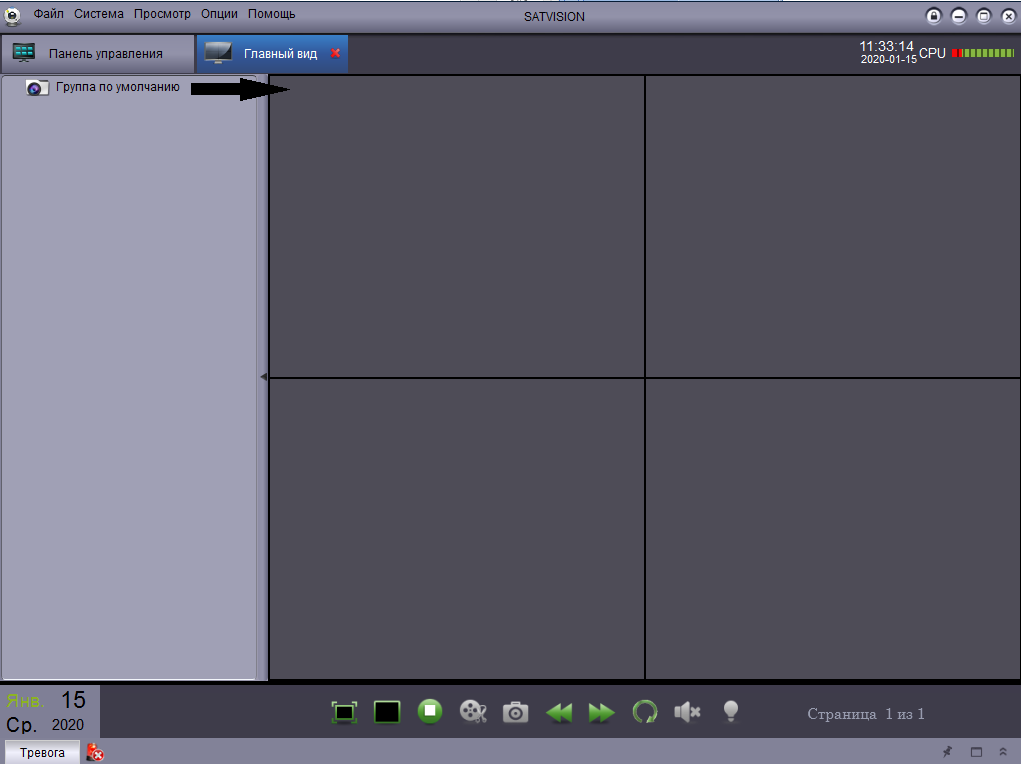 Файл Система Просмотр Опции Помощь
SATVISION
Панель управления
Главный вид
11:33:14
2020-01-15
CPU
Группа по умолчанию
Янв. 15
Ср. 2020
Страница 1 из 1
Тревога